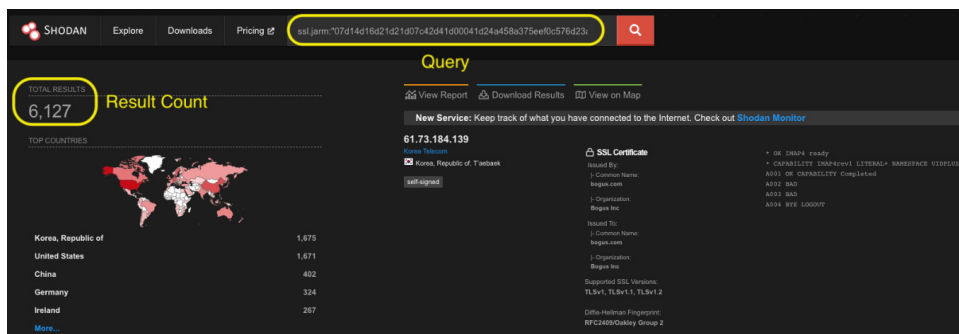 SHODAN Explore Downloads Pricing ssl.jarm:"07d14d16d21d21d07c42d41d00041d24a458a375eef0c576d23a
Query
TOTAL RESULTS
6,127
Result Count
View Report Download Results View on Map
New Service: Keep track of what you have connected to the Internet. Check out Shodan Monitor
TOP COUNTRIES
Korea, Republic of 1,675
United States 1,671
China 402
Germany 324
Ireland 267
More...
61.73.184.139
Korea Telecom
Korea, Republic of, T'aebaek
self-signed
SSL Certificate
Issued By:
|- Common Name:
bogus.com
|- Organization:
Bogus Inc
Issued To:
|- Common Name:
bogus.com
|- Organization:
Bogus Inc
Supported SSL Versions:
TLSv1, TLSv1.1, TLSv1.2
Diffie-Hellman Fingerprint:
RFC2409/Oakley Group 2
* OK IMAP4 ready
* CAPABILITY IMAP4rev1 LITERAL+ NAMESPACE UIDPLUS
A001 OK CAPABILITY Completed
A002 BAD
A003 BAD
A004 BYE LOGOUT